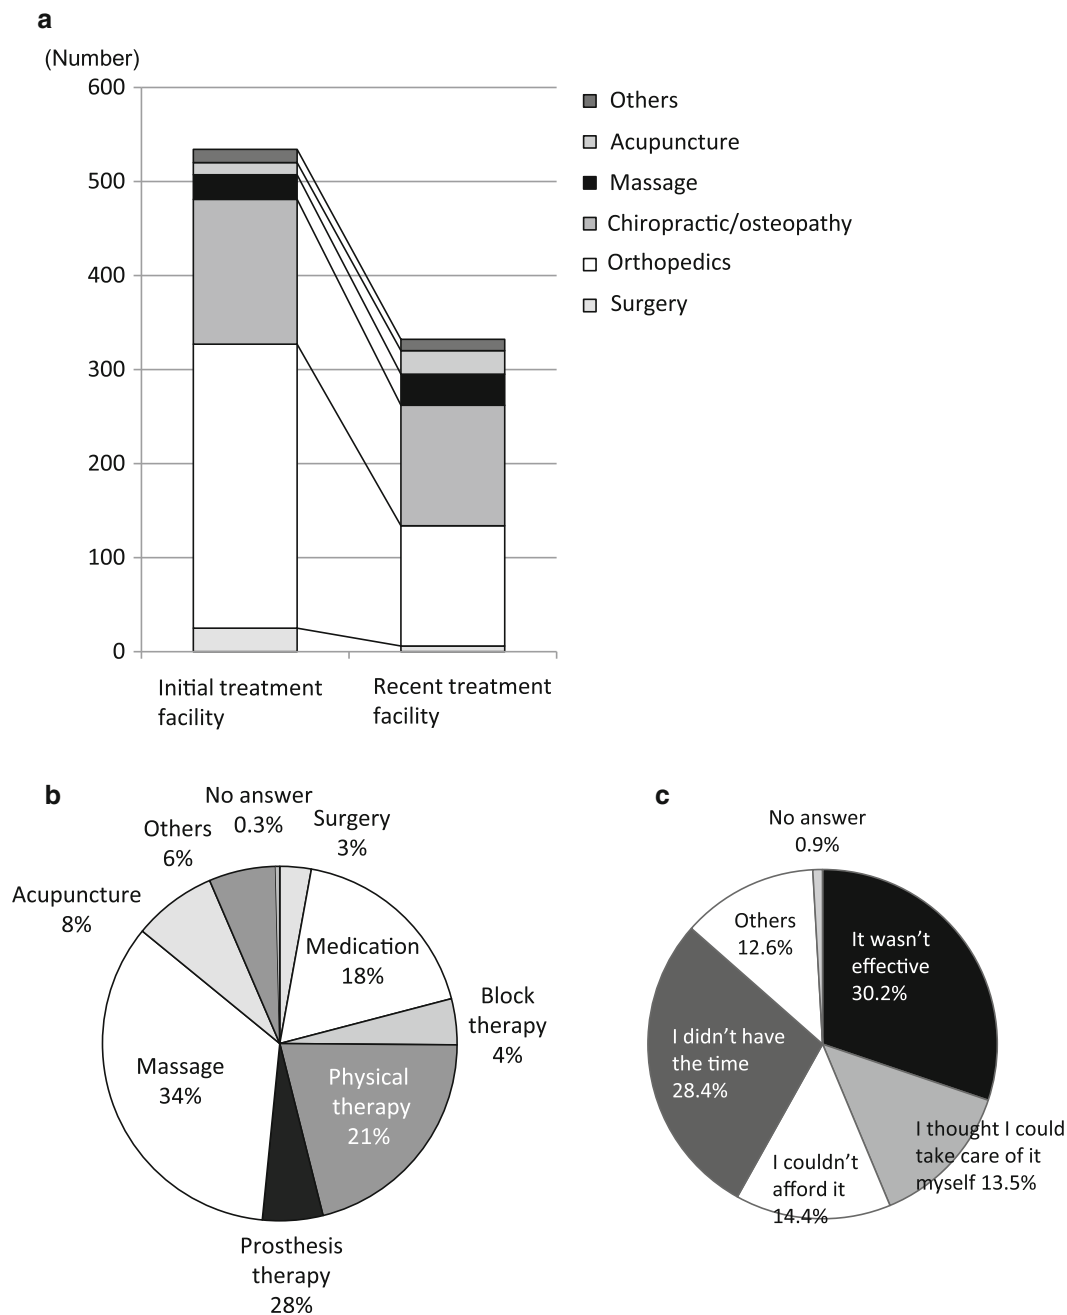 a
(Number)
600
500
400
300
200
100
0
Others
Acupuncture
Massage
Chiropractic/osteopathy
Orthopedics
Surgery
Initial treatment
facility
Recent treatment
facility
b
No answer
0.3%
Surgery
3%
Others
6%
Acupuncture
8%
Medication
18%
Block
therapy
4%
Massage
34%
Physical
therapy
21%
Prosthesis
therapy
28%
c
No answer
0.9%
Others
12.6%
It wasn't
effective
30.2%
I didn't have
the time
28.4%
I thought I could
take care of it
myself 13.5%
I couldn't
afford it
14.4%